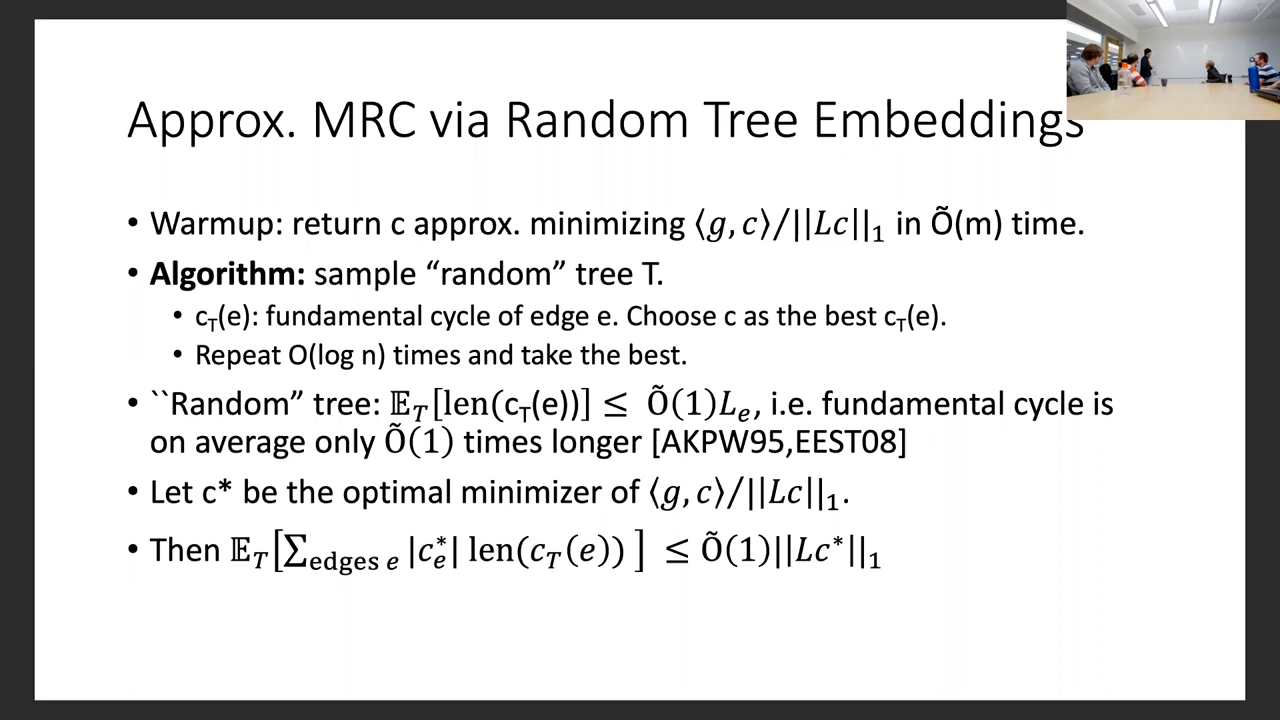 Approx. MRC via Random Tree Embeddings
• Warmup: return c approx. minimizing ⟨g, c⟩/||Lc||₁ in Õ(m) time.
• Algorithm: sample “random” tree T.
• c_T(e): fundamental cycle of edge e. Choose c as the best c_T(e).
• Repeat O(log n) times and take the best.
• ``Random” tree: 𝔼_T[len(c_T(e))] ≤ Õ(1)L_e, i.e. fundamental cycle is
on average only Õ(1) times longer [AKPW95,EEST08]
• Let c* be the optimal minimizer of ⟨g, c⟩/||Lc||₁.
• Then 𝔼_T[∑_{edges e} |c*_e| len(c_T(e)) ] ≤ Õ(1)||Lc*||₁